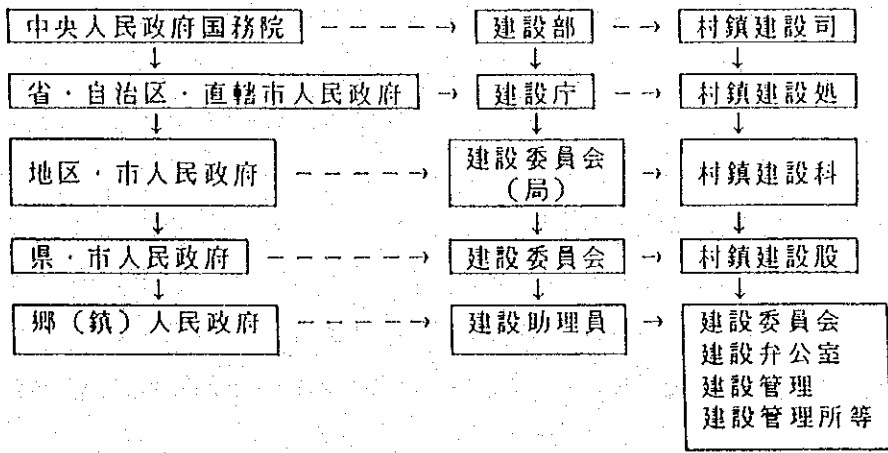 中央人民政府国務院 建設部 村鎮建設司
省・自治区・直轄市人民政府 建設庁 村鎮建設処
地区・市人民政府 建設委員会（局） 村鎮建設科
県・市人民政府 建設委員会 村鎮建設股
郷（鎮）人民政府 建設助理員 建設委員会
建設弁公室
建設管理
建設管理所等